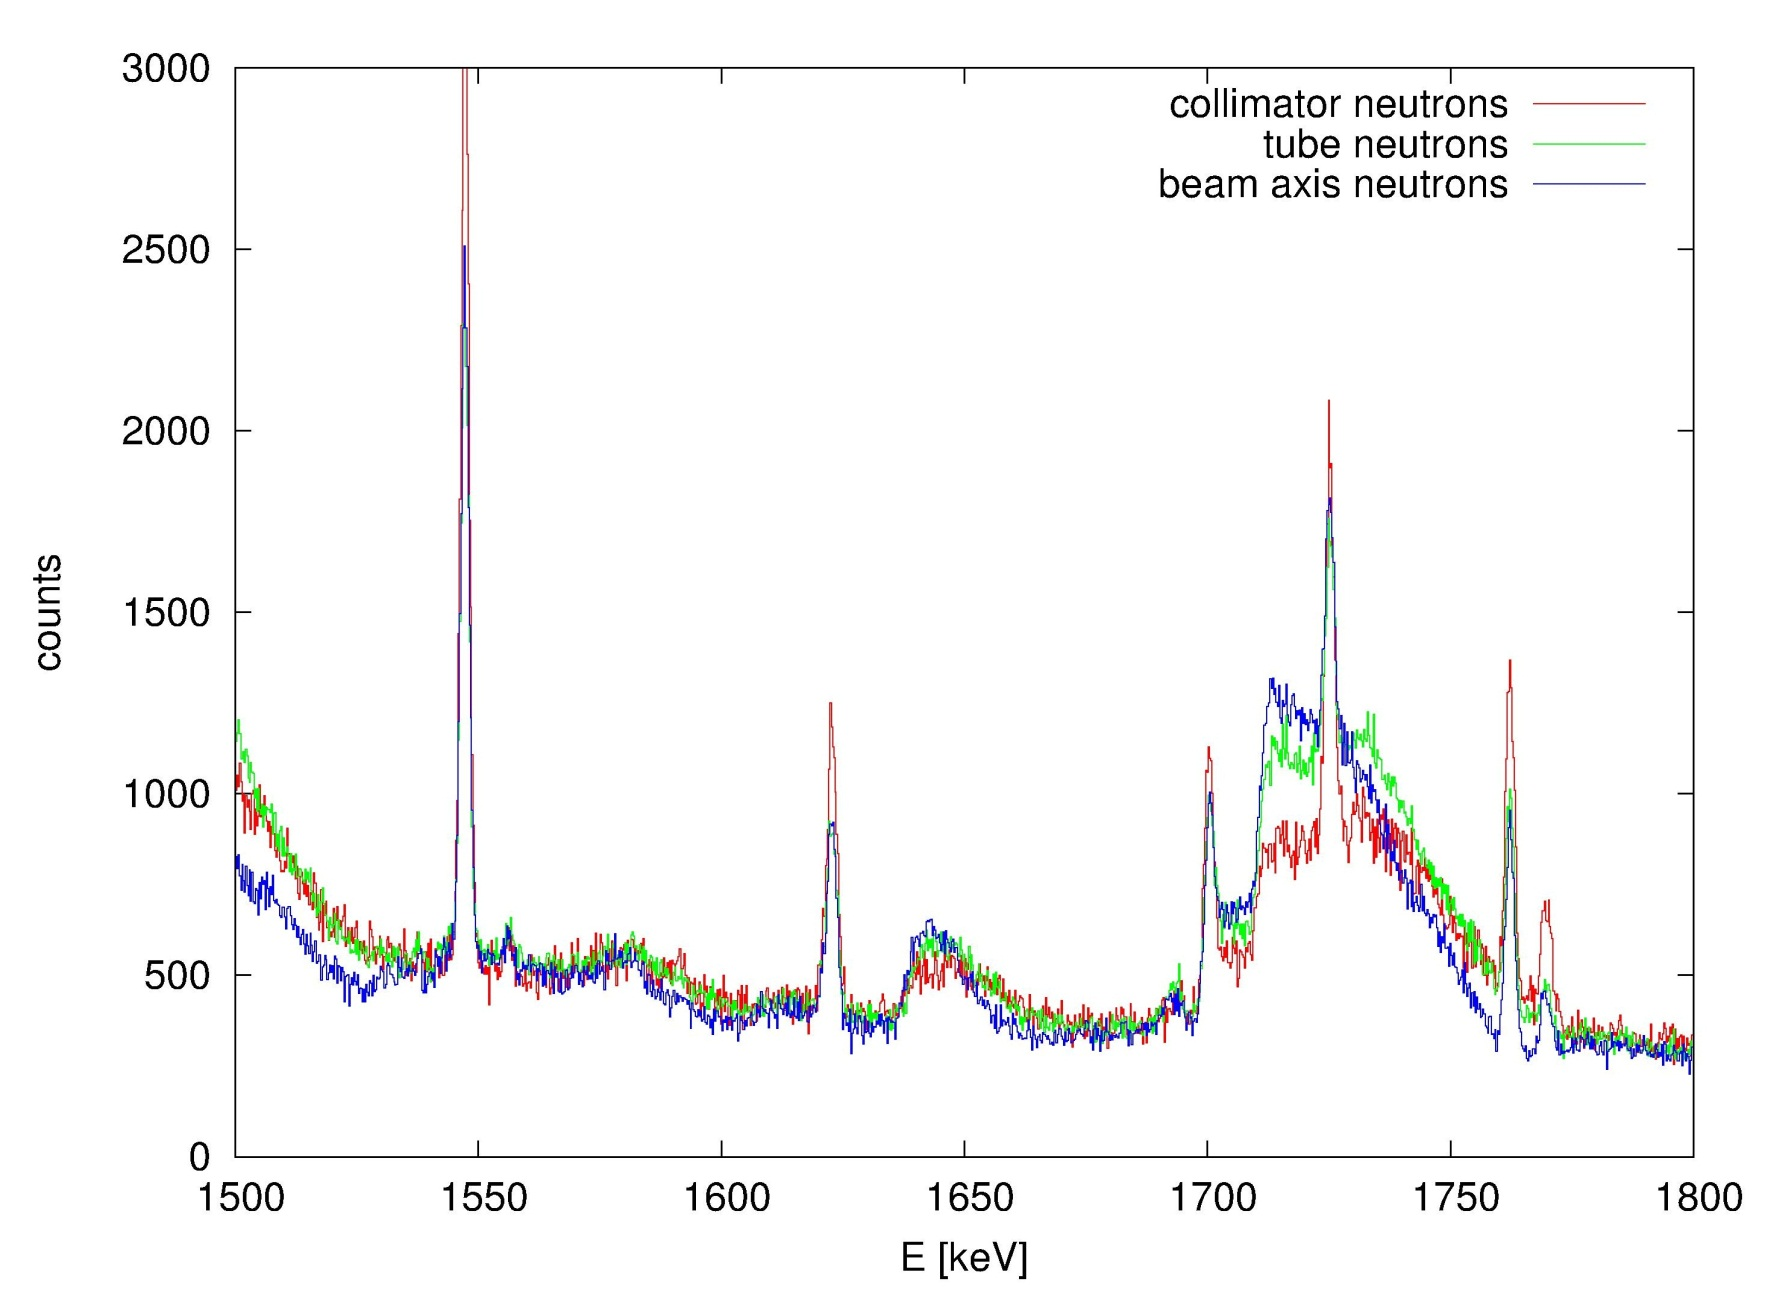 3000
2500
2000
1500
1000
500
0
counts
collimator neutrons
tube neutrons
beam axis neutrons
1500 1550 1600 1650 1700 1750 1800
E [keV]